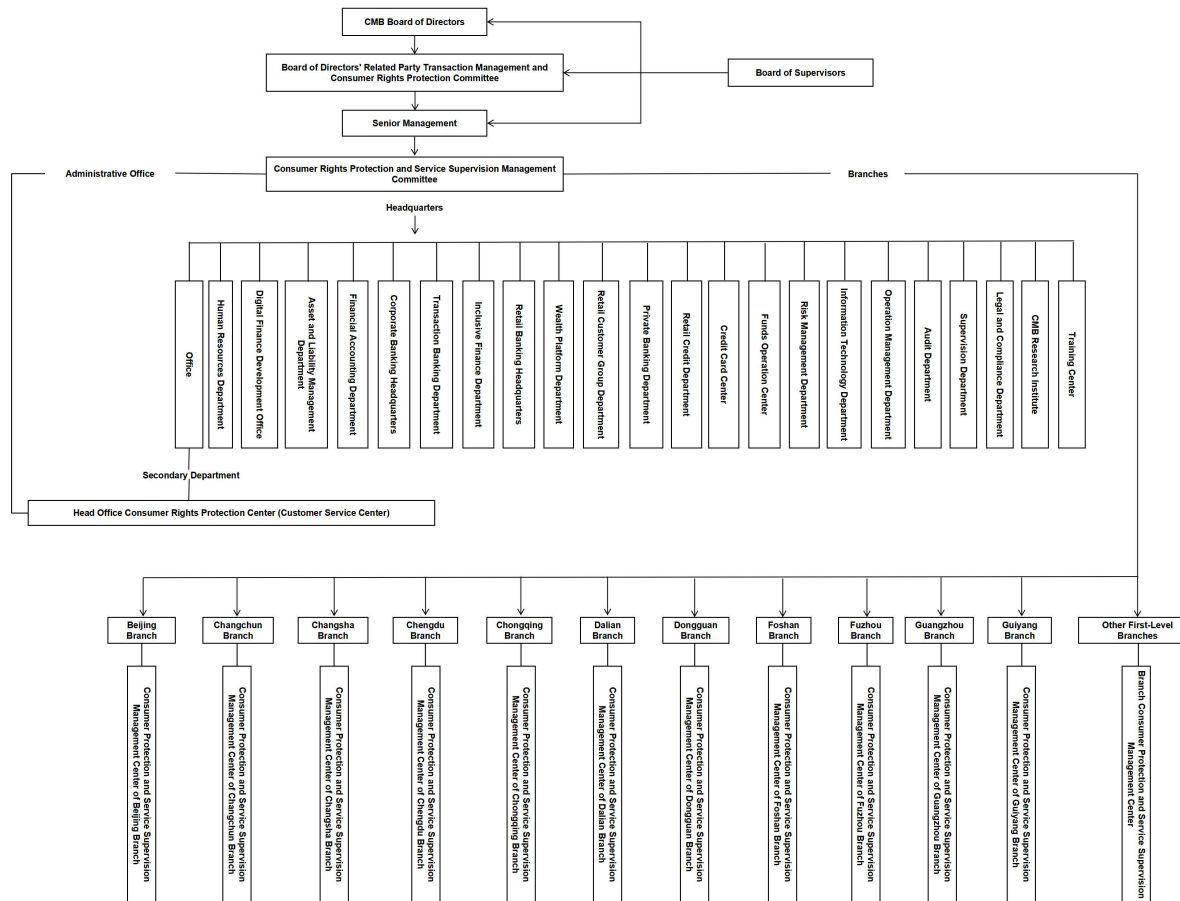 CMB Board of Directors
Board of Directors' Related Party Transaction Management and
Consumer Rights Protection Committee
Board of Supervisors
Senior Management
Administrative Office
Consumer Rights Protection and Service Supervision Management
Committee
Branches
Headquarters
Office
Human Resources Department
Digital Finance Development Office
Asset and Liability Management
Department
Financial Accounting Department
Corporate Banking Headquarters
Transaction Banking Department
Inclusive Finance Department
Retail Banking Headquarters
Wealth Platform Department
Retail Customer Group Department
Private Banking Department
Retail Credit Department
Credit Card Center
Funds Operation Center
Risk Management Department
Information Technology Department
Operation Management Department
Audit Department
Supervision Department
Legal and Compliance Department
CMB Research Institute
Training Center
Secondary Department
Head Office Consumer Rights Protection Center (Customer Service Center)
Beijing
Branch
Changchun
Branch
Changsha
Branch
Chengdu
Branch
Chongqing
Branch
Dalian
Branch
Dongguan
Branch
Foshan
Branch
Fuzhou
Branch
Guangzhou
Branch
Guiyang
Branch
Other First-Level
Branches
Consumer Protection and Service Supervision
Management Center of Beijing Branch
Consumer Protection and Service Supervision
Management Center of Changchun Branch
Consumer Protection and Service Supervision
Management Center of Changsha Branch
Consumer Protection and Service Supervision
Management Center of Chengdu Branch
Consumer Protection and Service Supervision
Management Center of Chongqing Branch
Consumer Protection and Service Supervision
Management Center of Dalian Branch
Consumer Protection and Service Supervision
Management Center of Dongguan Branch
Consumer Protection and Service Supervision
Management Center of Foshan Branch
Consumer Protection and Service Supervision
Management Center of Fuzhou Branch
Consumer Protection and Service Supervision
Management Center of Guangzhou Branch
Consumer Protection and Service Supervision
Management Center of Guiyang Branch
Branch Consumer Protection and Service Supervision
Management Center